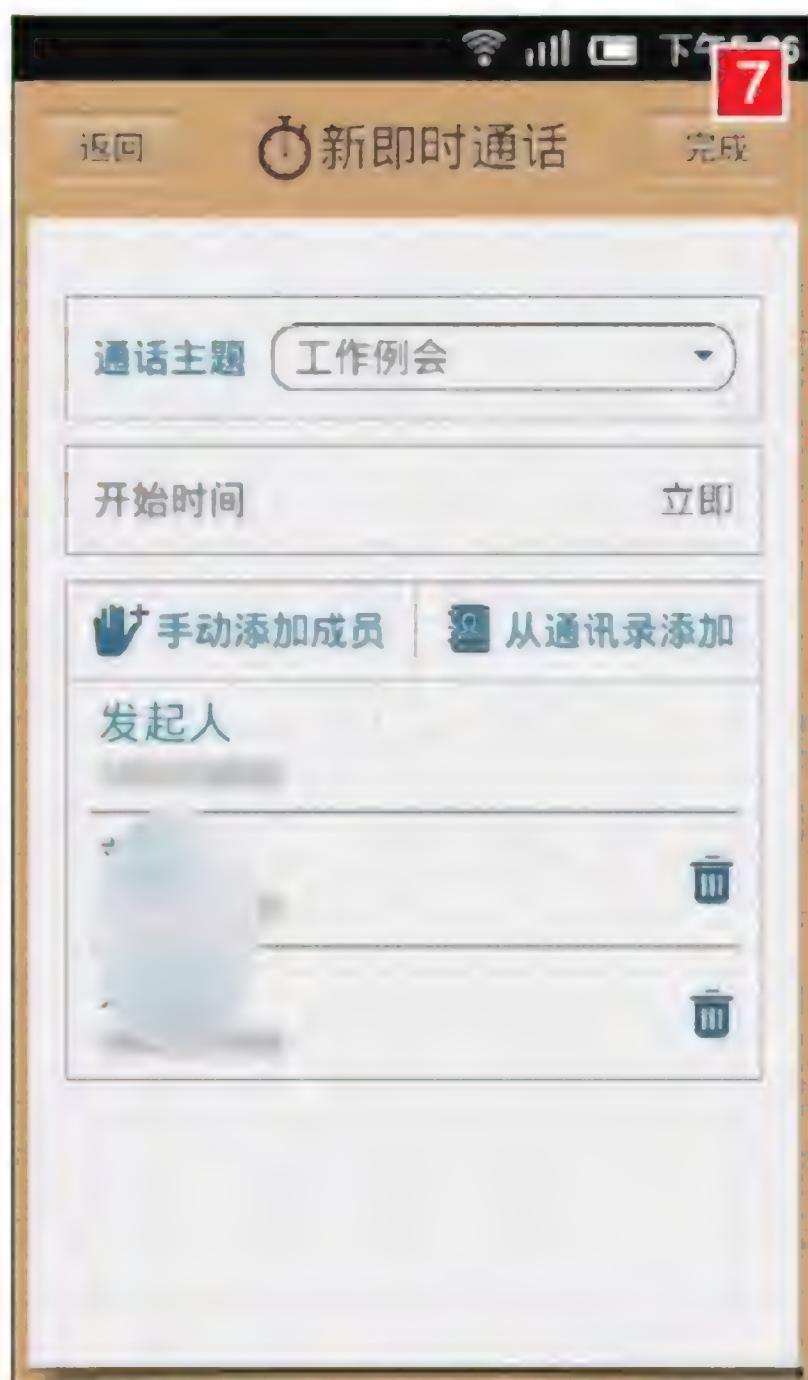 下午
7
返回 新即时通话 完成
通话主题 工作例会
开始时间 立即
手动添加成员 从通讯录添加
发起人